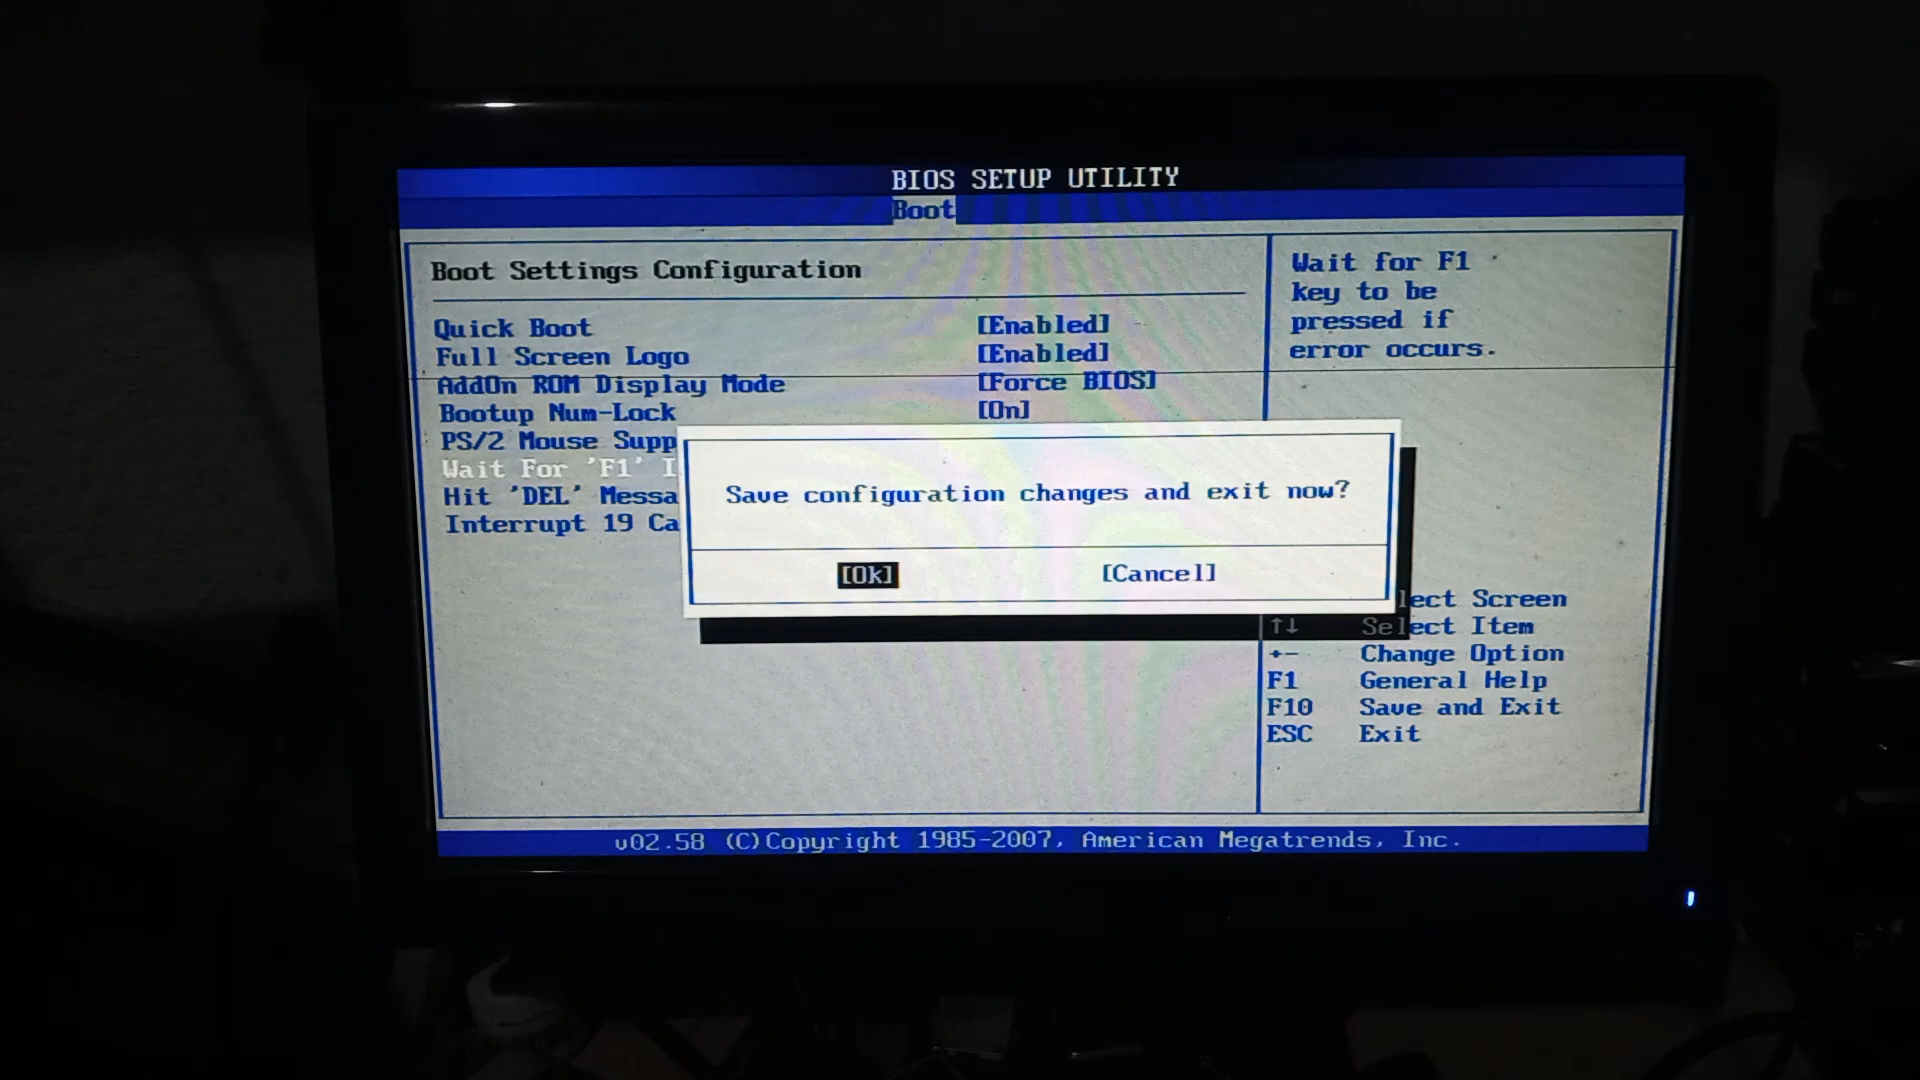 BIOS SETUP UTILITY
Boot
Boot Settings Configuration
Quick Boot [Enabled]
Full Screen Logo [Enabled]
AddOn ROM Display Mode [Force BIOS]
Bootup Num-Lock [On]
PS/2 Mouse Supp
Wait For 'F1' I
Hit 'DEL' Messa
Interrupt 19 Ca
Wait for F1
key to be
pressed if
error occurs.
Save configuration changes and exit now?
[Ok] [Cancel]
lect Screen
↑↓ Select Item
+- Change Option
F1 General Help
F10 Save and Exit
ESC Exit
v02.58 (C)Copyright 1985-2007, American Megatrends, Inc.